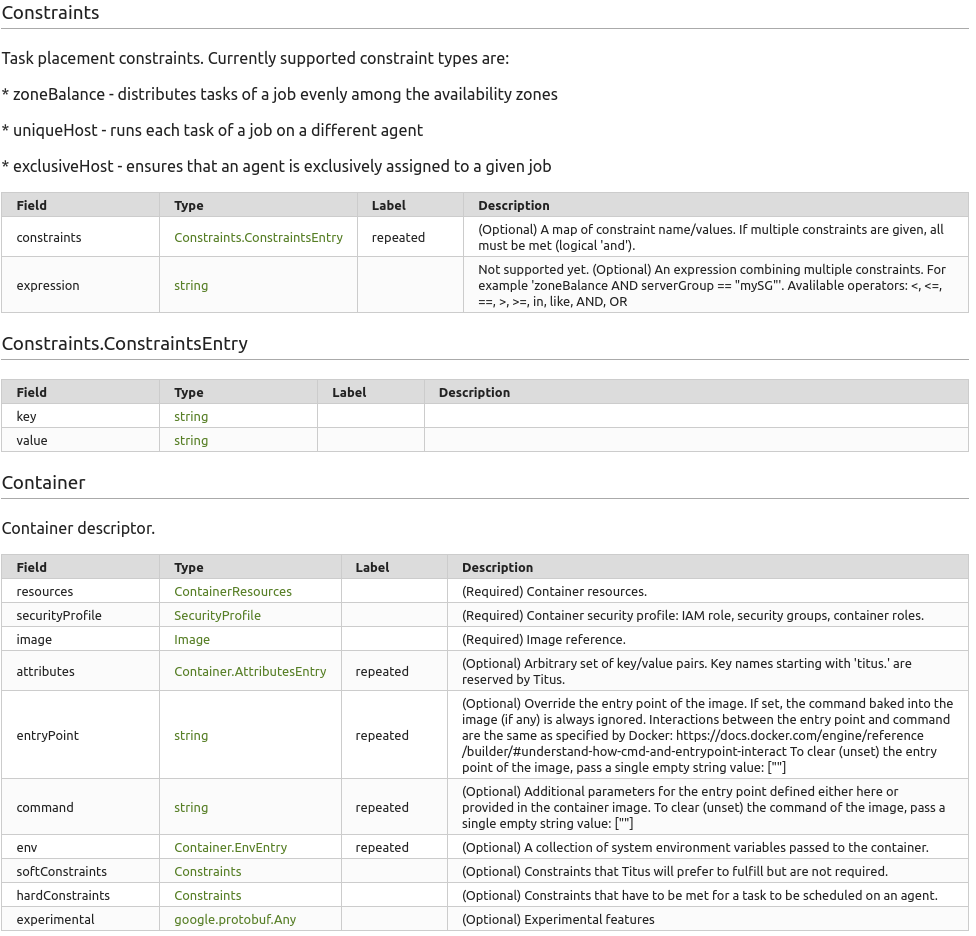 Constraints
Task placement constraints. Currently supported constraint types are:
* zoneBalance - distributes tasks of a job evenly among the availability zones
* uniqueHost - runs each task of a job on a different agent
* exclusiveHost - ensures that an agent is exclusively assigned to a given job
Field Type Label Description
constraints Constraints.ConstraintsEntry repeated (Optional) A map of constraint name/values. If multiple constraints are given, all
must be met (logical 'and').
expression string Not supported yet. (Optional) An expression combining multiple constraints. For
example 'zoneBalance AND serverGroup == "mySG"'. Avalilable operators: <, <=,
==, >, >=, in, like, AND, OR
Constraints.ConstraintsEntry
Field Type Label Description
key string
value string
Container
Container descriptor.
Field Type Label Description
resources ContainerResources (Required) Container resources.
securityProfile SecurityProfile (Required) Container security profile: IAM role, security groups, container roles.
image Image (Required) Image reference.
attributes Container.AttributesEntry repeated (Optional) Arbitrary set of key/value pairs. Key names starting with 'titus.' are
reserved by Titus.
entryPoint string repeated (Optional) Override the entry point of the image. If set, the command baked into the
image (if any) is always ignored. Interactions between the entry point and command
are the same as specified by Docker: https://docs.docker.com/engine/reference
/builder/#understand-how-cmd-and-entrypoint-interact To clear (unset) the entry
point of the image, pass a single empty string value: [""]
command string repeated (Optional) Additional parameters for the entry point defined either here or
provided in the container image. To clear (unset) the command of the image, pass a
single empty string value: [""]
env Container.EnvEntry repeated (Optional) A collection of system environment variables passed to the container.
softConstraints Constraints (Optional) Constraints that Titus will prefer to fulfill but are not required.
hardConstraints Constraints (Optional) Constraints that have to be met for a task to be scheduled on an agent.
experimental google.protobuf.Any (Optional) Experimental features